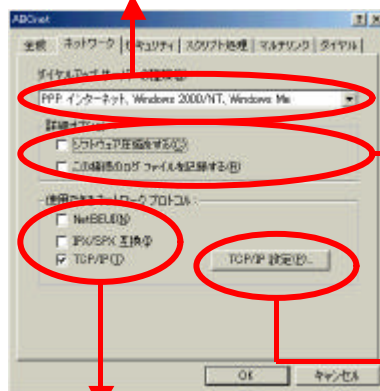 ABCnet
全般 ネットワーク セキュリティ スクリプト処理 マルチリンク ダイヤル
PPP インターネット、Windows 2000/NT、Windows Me
ソフトウェア圧縮をする(C)
この接続のログ ファイルを記録する(R)
使用できるネットワーク プロトコル:
NetBEUI(N)
IPX/SPX 互換(I)
TCP/IP(T)
TCP/IP 設定(P)...
OK キャンセル